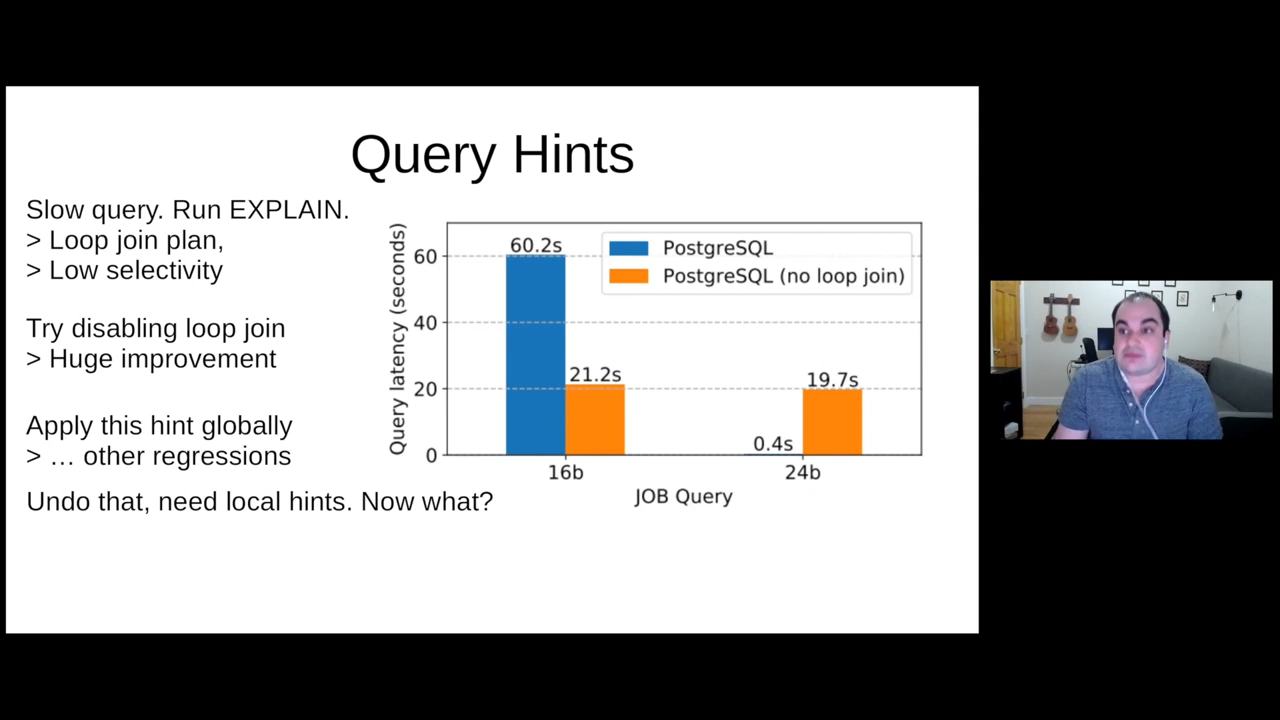 Query Hints
Slow query. Run EXPLAIN.
> Loop join plan,
> Low selectivity
Try disabling loop join
> Huge improvement
Apply this hint globally
> … other regressions
Undo that, need local hints. Now what?
Query latency (seconds)
60
40
20
0
60.2s
21.2s
0.4s
19.7s
PostgreSQL
PostgreSQL (no loop join)
16b
24b
JOB Query